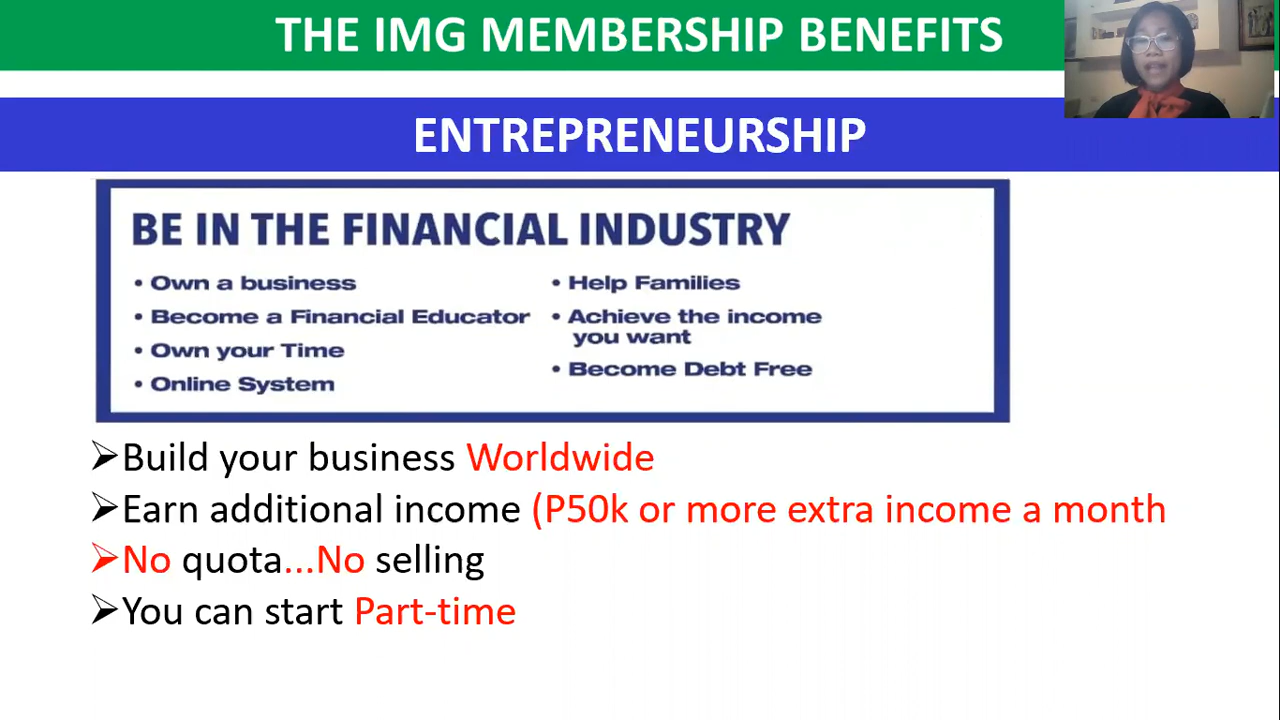 THE IMG MEMBERSHIP BENEFITS
ENTREPRENEURSHIP
BE IN THE FINANCIAL INDUSTRY
• Own a business
• Become a Financial Educator
• Own your Time
• Online System
• Help Families
• Achieve the income
you want
• Become Debt Free
➢Build your business Worldwide
➢Earn additional income (P50k or more extra income a month
➢No quota...No selling
➢You can start Part-time